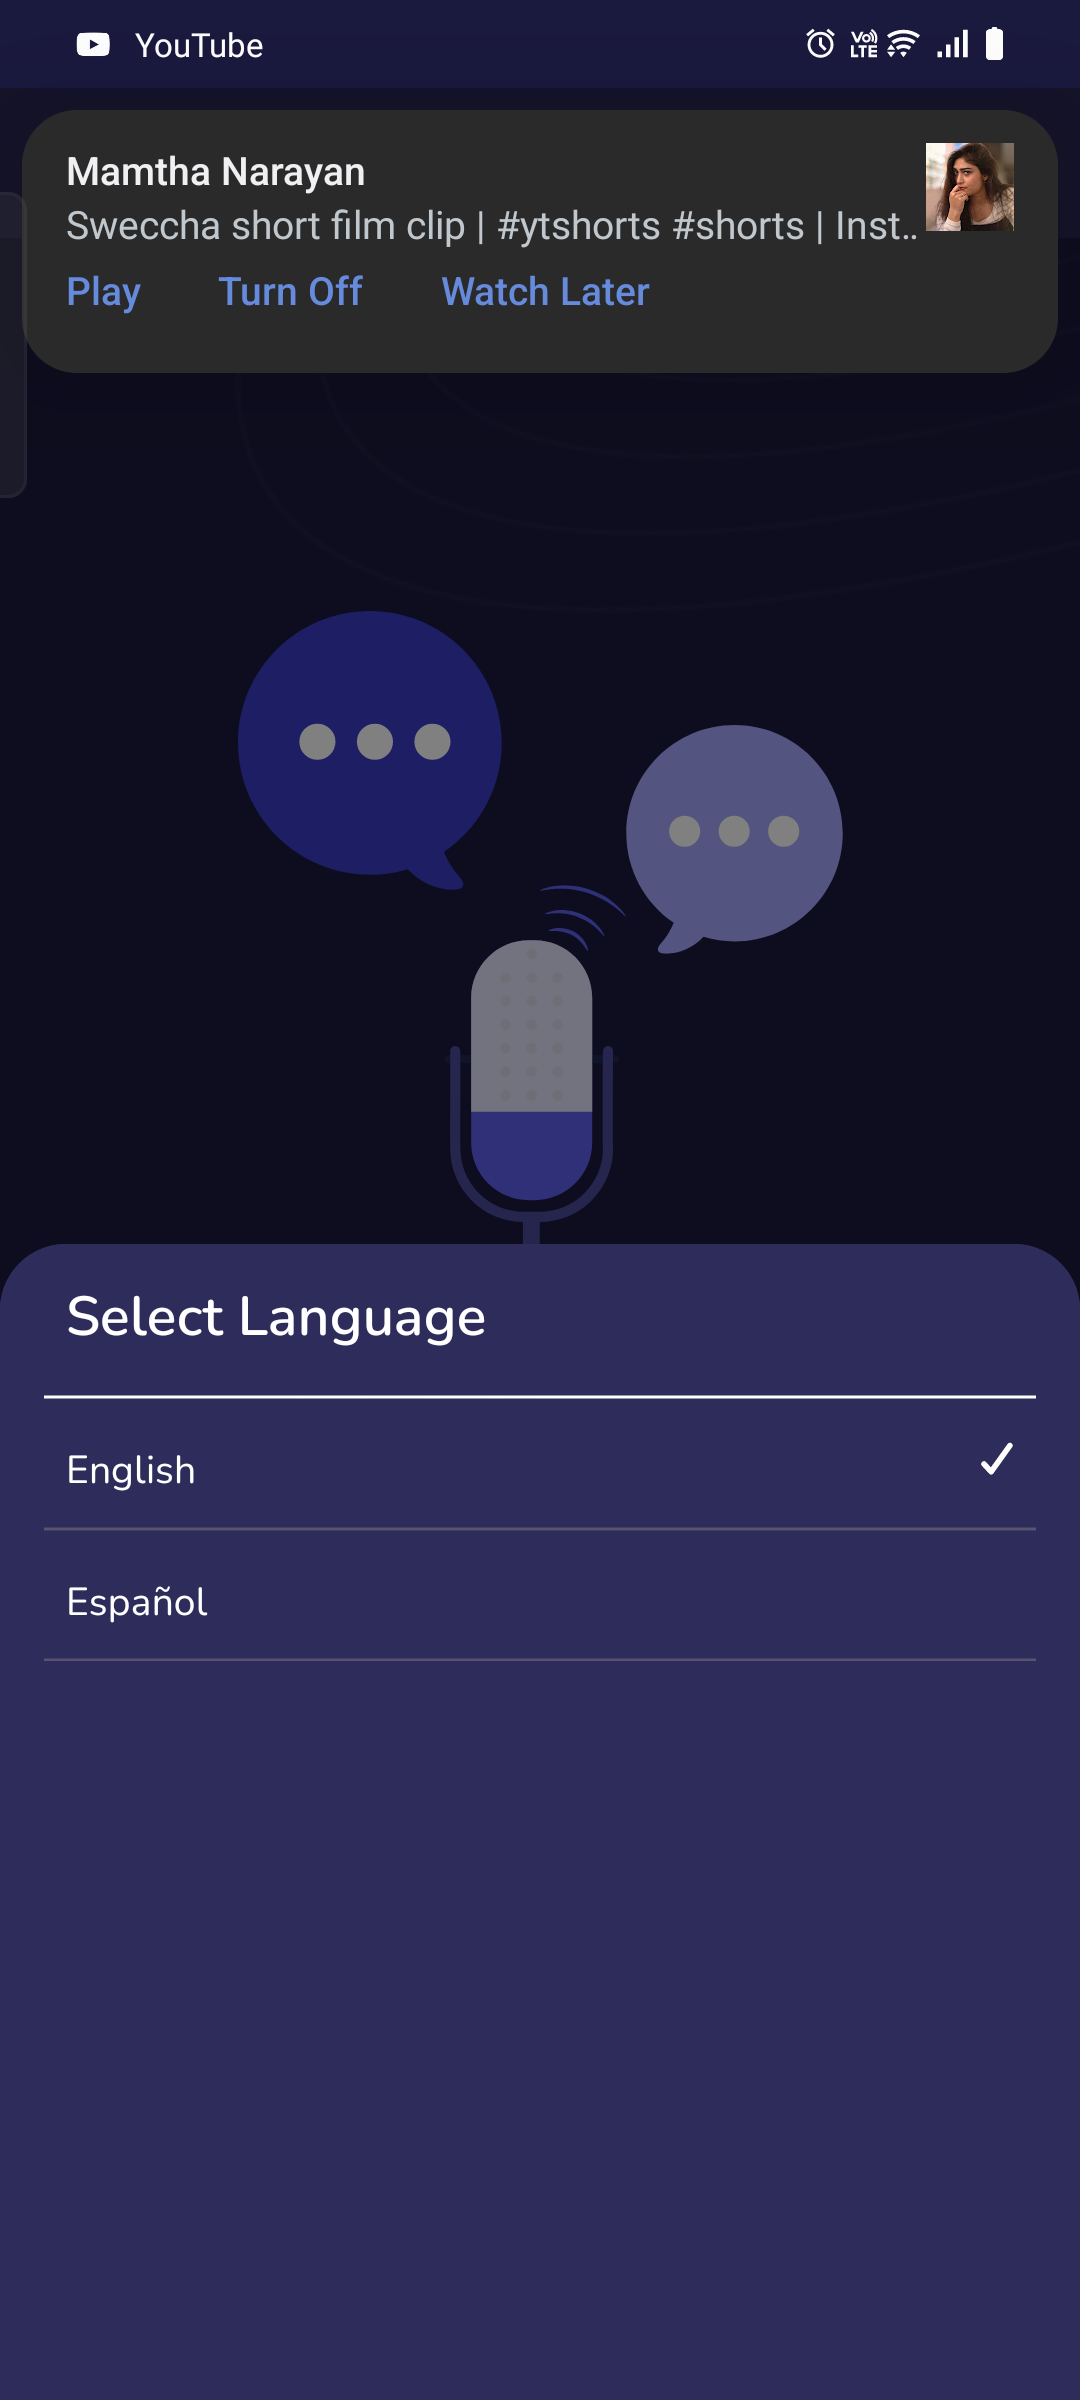 YouTube
Vo) LTE
Mamtha Narayan
Sweccha short film clip | #ytshorts #shorts | Inst..
Play Turn Off Watch Later
Select Language
English
Español